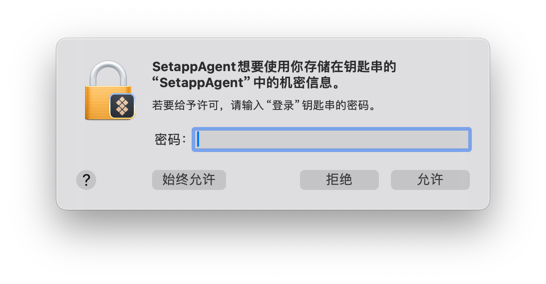 SetappAgent想要使用你存储在钥匙串的
“SetappAgent”中的机密信息。
若要给予许可，请输入“登录”钥匙串的密码。
密码：
?
始终允许
拒绝
允许